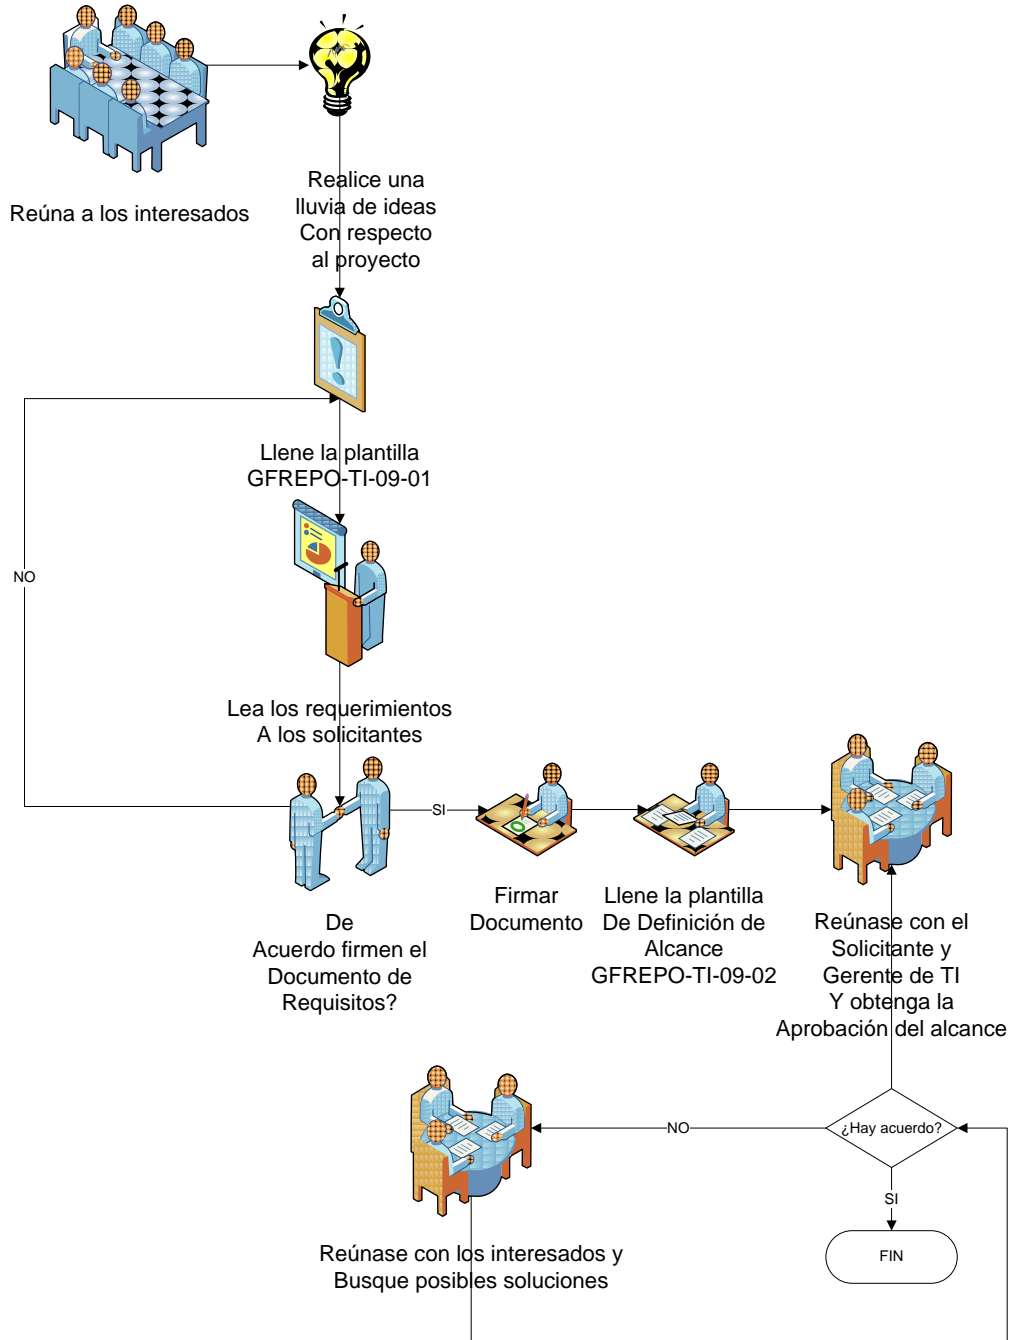 Reúna a los interesados
Realice una
lluvia de ideas
Con respecto
al proyecto
Llene la plantilla
GFREPO-TI-09-01
NO
Lea los requerimientos
A los solicitantes
SI
De
Acuerdo firmen el
Documento de
Requisitos?
Firmar
Documento
Llene la plantilla
De Definición de
Alcance
GFREPO-TI-09-02
Reúnase con el
Solicitante y
Gerente de TI
Y obtenga la
Aprobación del alcance
NO
¿Hay acuerdo?
SI
FIN
Reúnase con los interesados y
Busque posibles soluciones